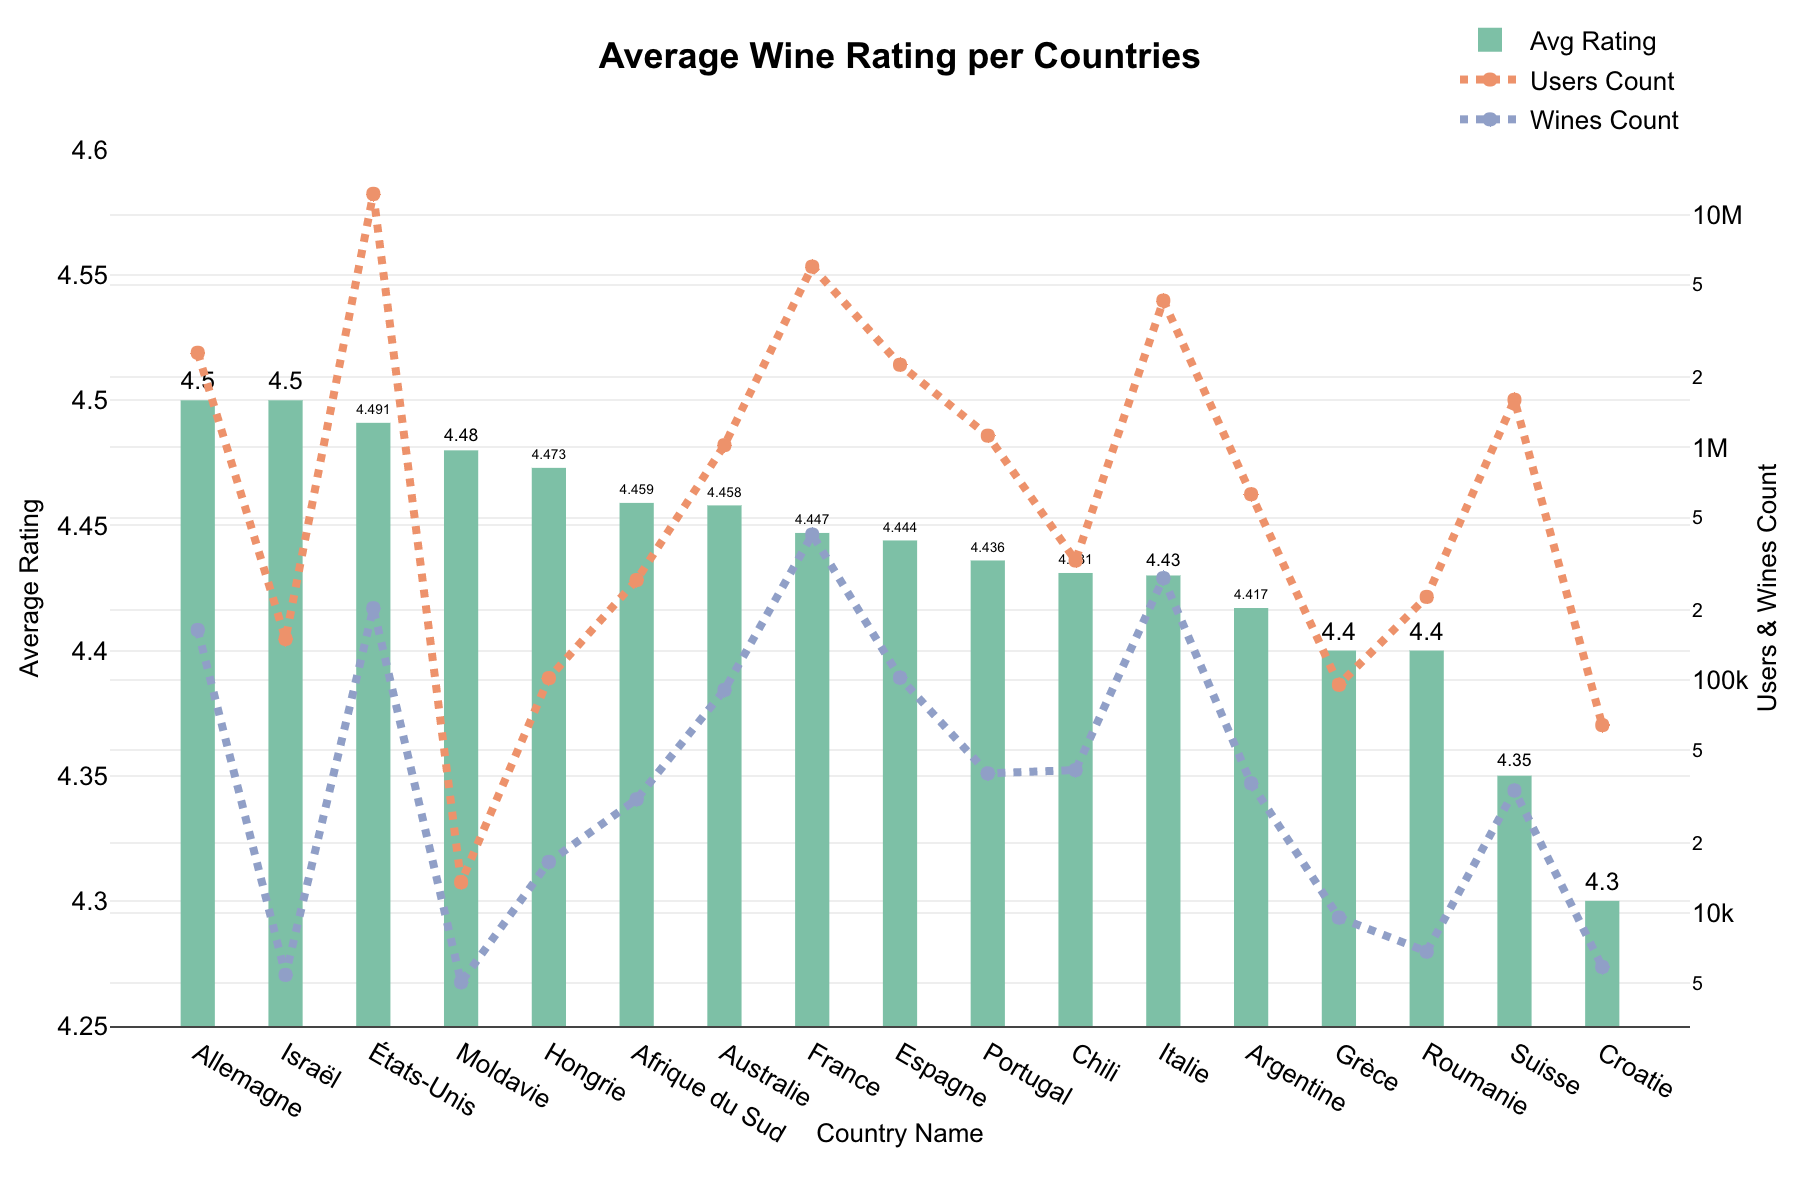 Average Wine Rating per Countries
Avg Rating
Users Count
Wines Count
4.6
4.55
4.5
4.45
4.4
4.35
4.3
4.25
Average Rating
4.5
4.5
4.491
4.48
4.473
4.459
4.458
4.447
4.444
4.436
4.43
4.417
4.4
4.4
4.35
4.3
10M
5
2
1M
5
2
100k
5
2
10k
5
Users & Wines Count
Allemagne
Israël
États-Unis
Moldavie
Hongrie
Afrique du Sud
Australie
France
Espagne
Portugal
Chili
Italie
Argentine
Grèce
Roumanie
Suisse
Croatie
Country Name